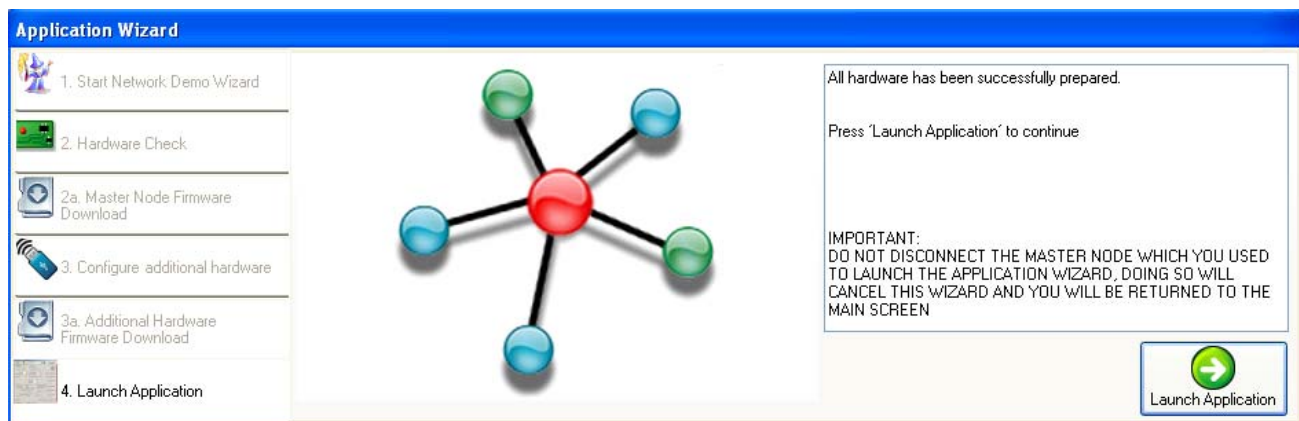 Application Wizard
1. Start Network Demo Wizard
2. Hardware Check
2a. Master Node Firmware
Download
3. Configure additional hardware
3a. Additional Hardware
Firmware Download
4. Launch Application
All hardware has been successfully prepared.
Press ´Launch Application´ to continue
IMPORTANT:
DO NOT DISCONNECT THE MASTER NODE WHICH YOU USED
TO LAUNCH THE APPLICATION WIZARD, DOING SO WILL
CANCEL THIS WIZARD AND YOU WILL BE RETURNED TO THE
MAIN SCREEN
Launch Application